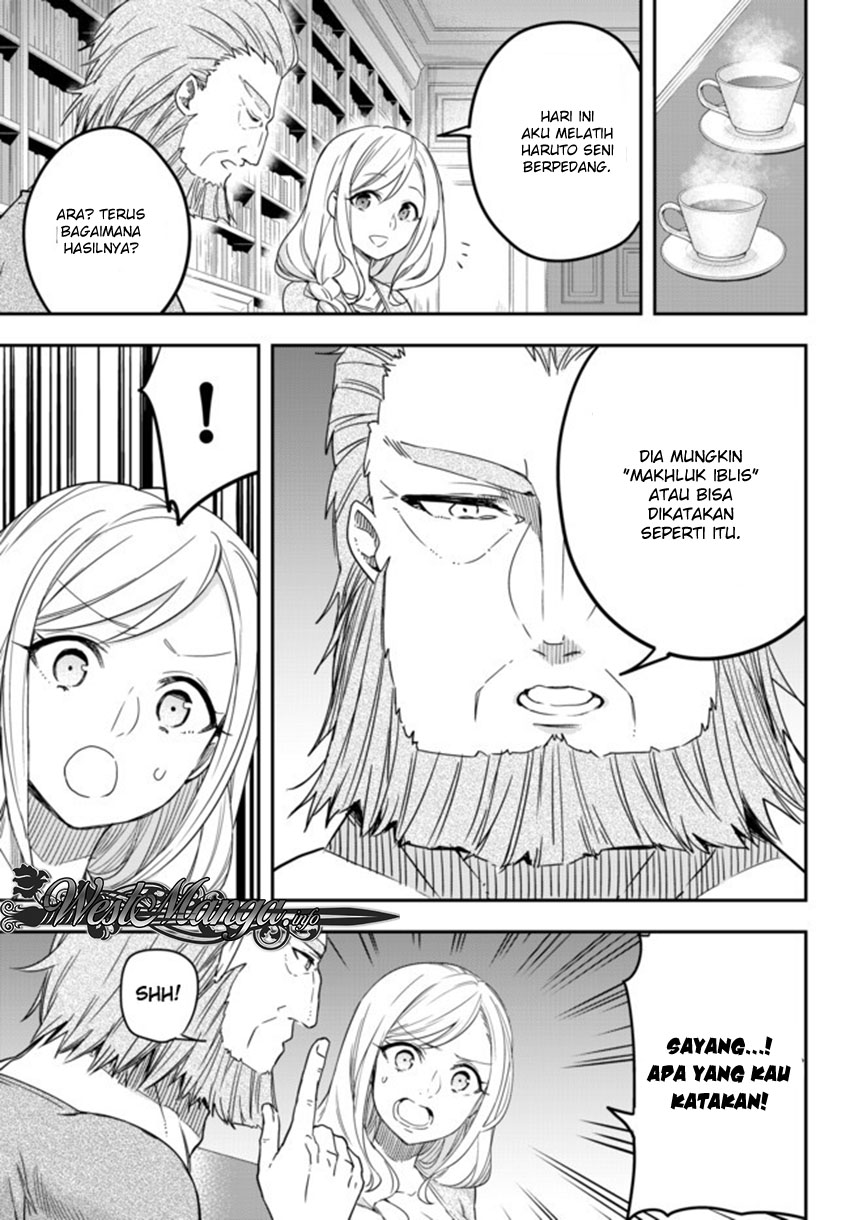 HARI INI
AKU MELATIH
HARUTO SENI
BERPEDANG.
ARA? TERUS
BAGAIMANA
HASILNYA?
DIA MUNGKIN
"MAKHLUK IBLIS"
ATAU BISA
DIKATAKAN
SEPERTI ITU.
!
WestManga.info
SAYANG...!
APA YANG KAU
KATAKAN!
SHH!